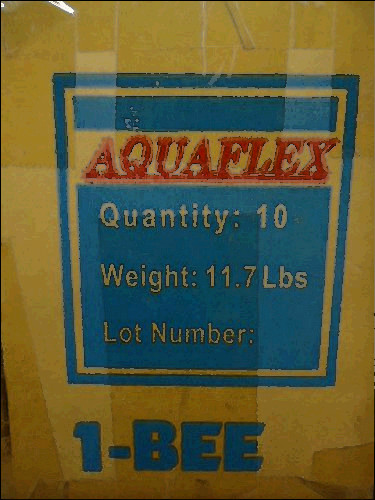 AQUAFLEX
Quantity: 10
Weight: 11.7 Lbs
Lot Number:
1-BEE